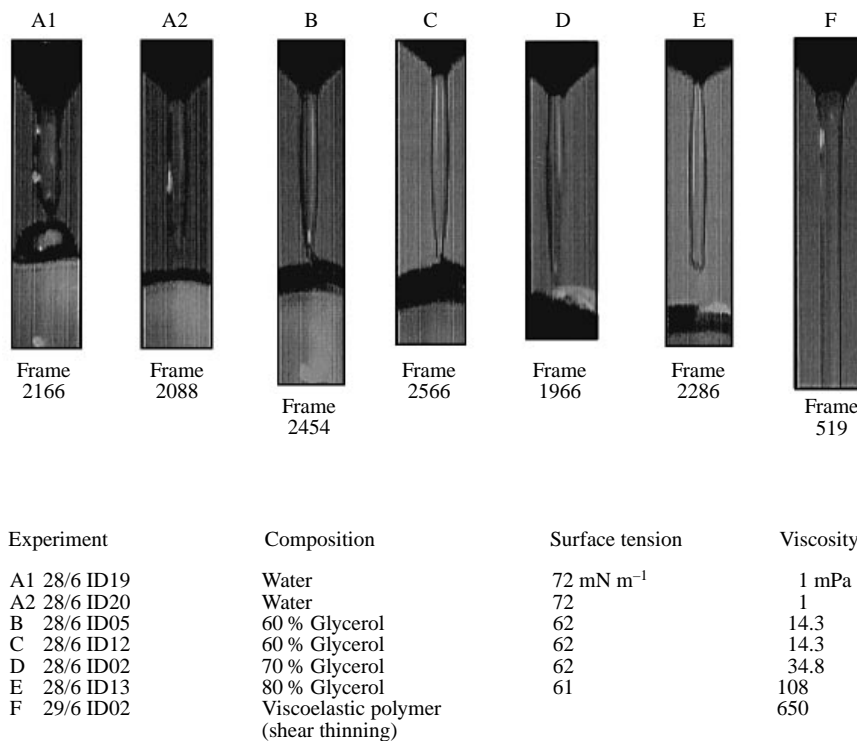 A1 A2 B C D E F
Frame 2166
Frame 2088
Frame 2454
Frame 2566
Frame 1966
Frame 2286
Frame 519
Experiment Composition Surface tension Viscosity
A1 28/6 ID19 Water 72 mN m⁻¹ 1 mPa
A2 28/6 ID20 Water 72 1
B 28/6 ID05 60 % Glycerol 62 14.3
C 28/6 ID12 60 % Glycerol 62 14.3
D 28/6 ID02 70 % Glycerol 62 34.8
E 28/6 ID13 80 % Glycerol 61 108
F 29/6 ID02 Viscoelastic polymer 650
(shear thinning)